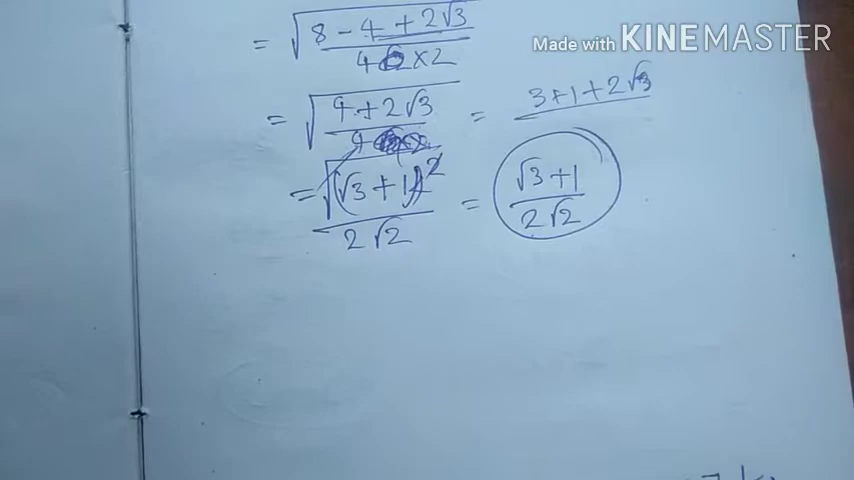 Made with KINEMASTER
= √(8 - 4 + 2√3 / 4 × 2)
= √(4 + 2√3 / 4) = 3+1+2√3
= √(√3 + 1)² / 2√2 = √3 + 1 / 2√2